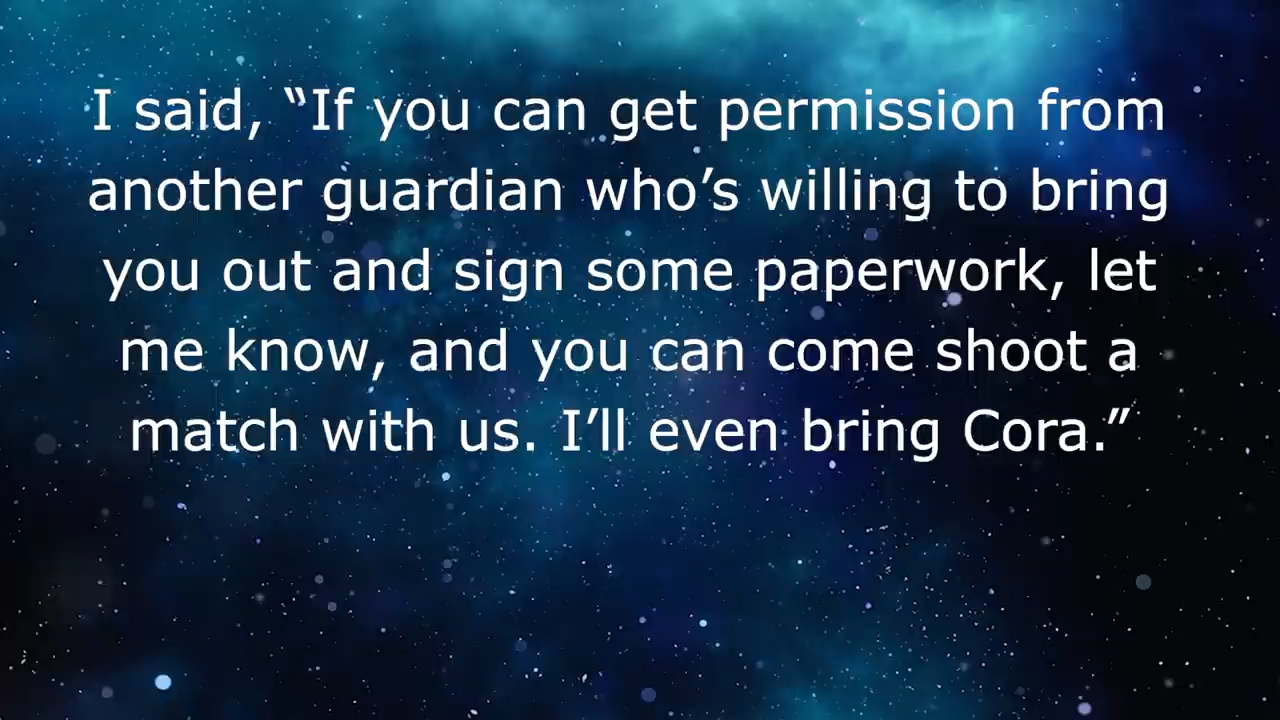 I said, “If you can get permission from
another guardian who’s willing to bring
you out and sign some paperwork, let
me know, and you can come shoot a
match with us. I’ll even bring Cora.”